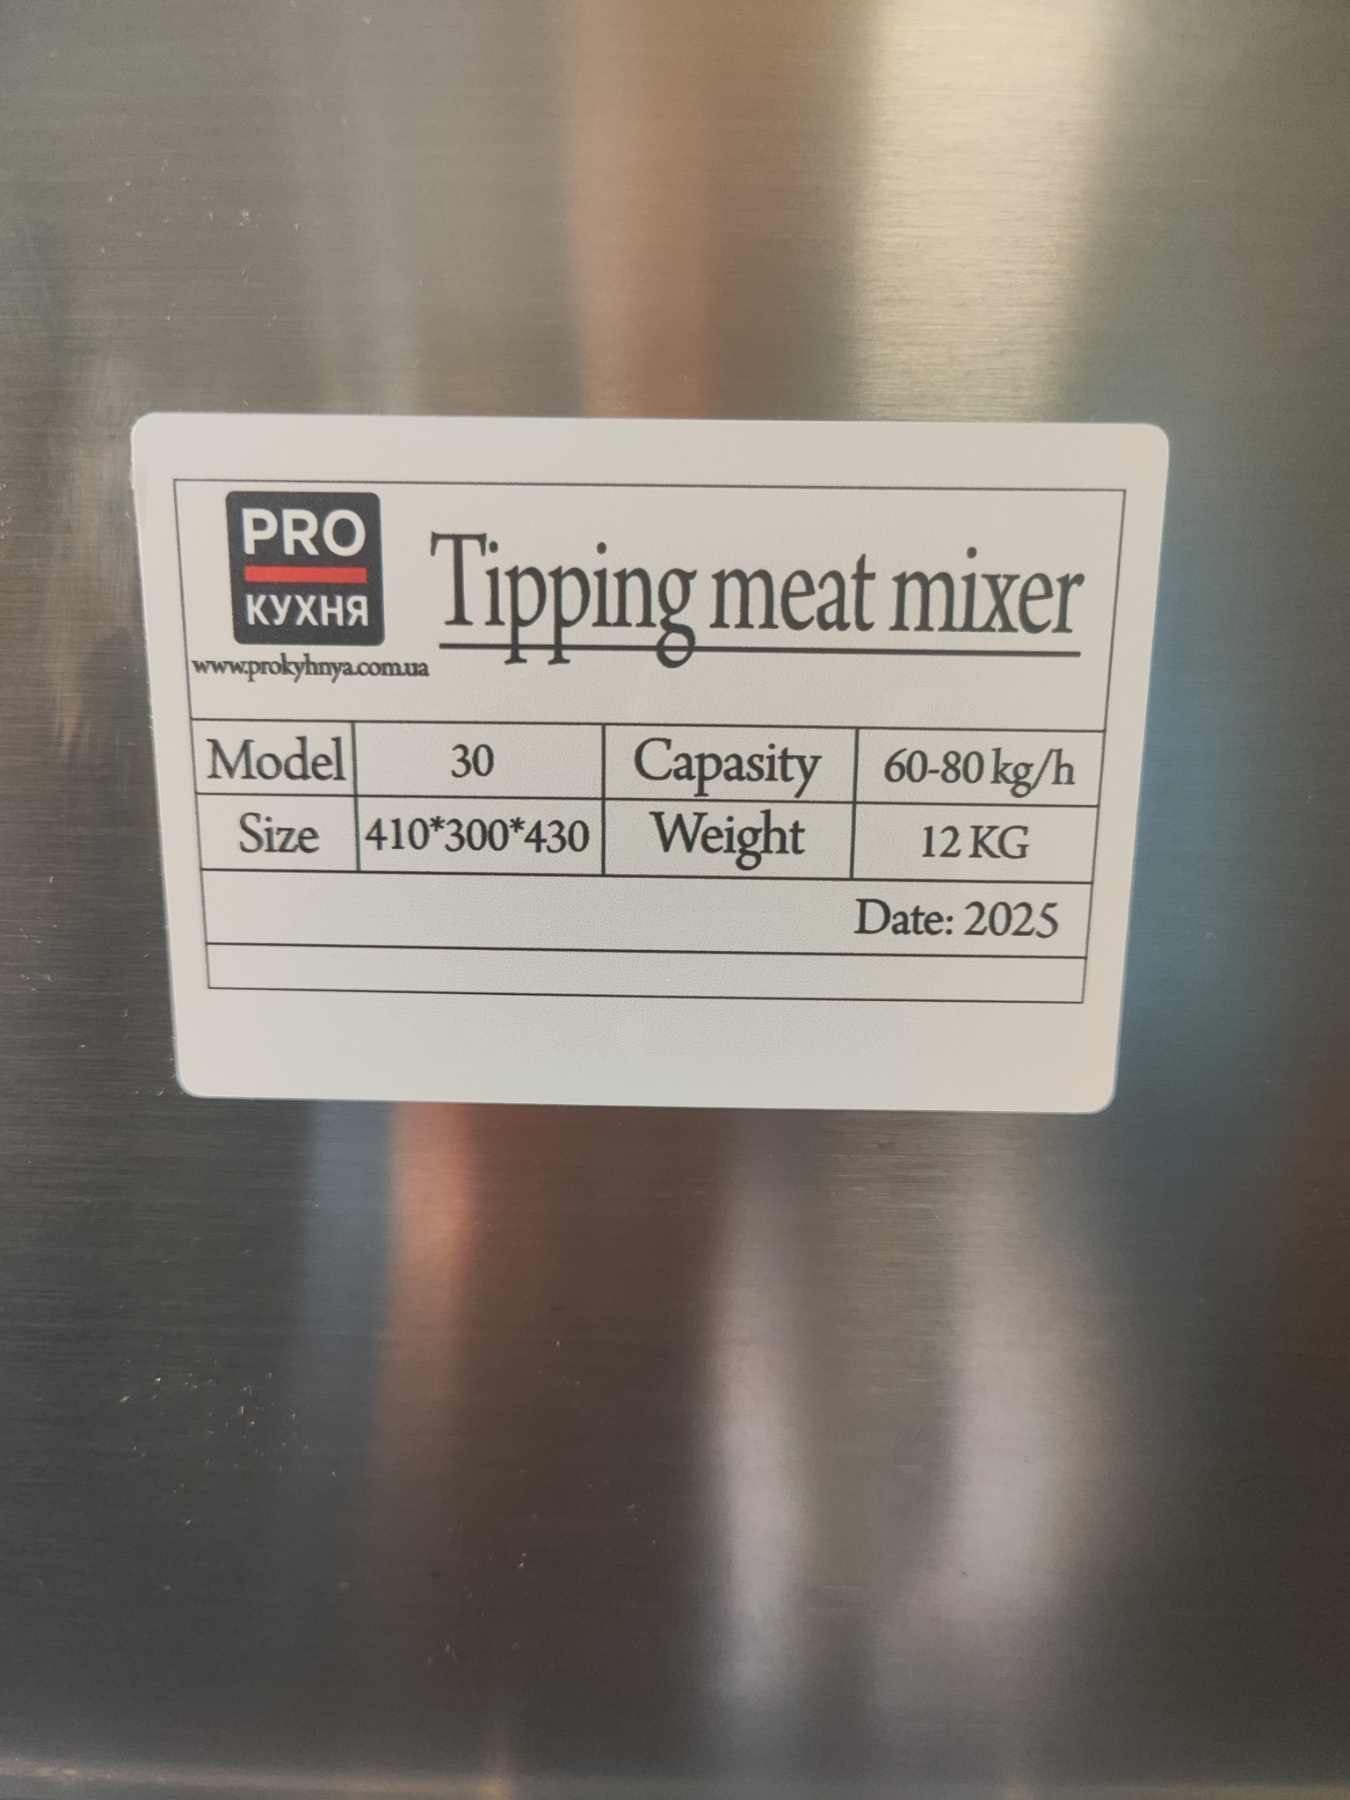 PRO
КУХНЯ
www.prokyhnya.com.ua
Tipping meat mixer
Model 30 Capasity 60-80 kg/h
Size 410*300*430 Weight 12 KG
Date: 2025